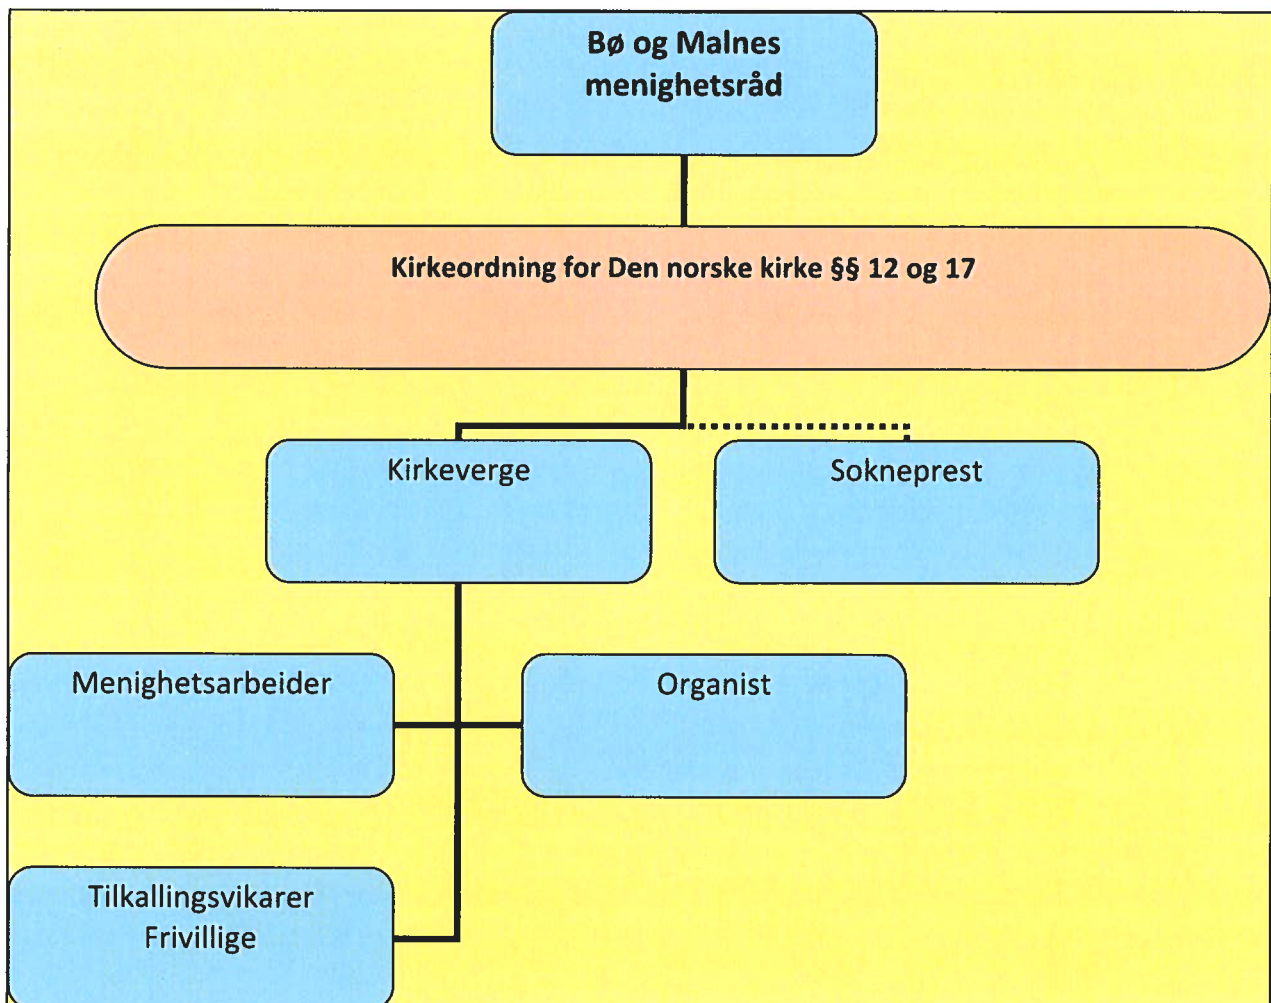 Bø og Malnes
menighetsråd
Kirkeordning for Den norske kirke §§ 12 og 17
Kirkeverge
Sokneprest
Menighetsarbeider
Organist
Tilkallingsvikarer
Frivillige